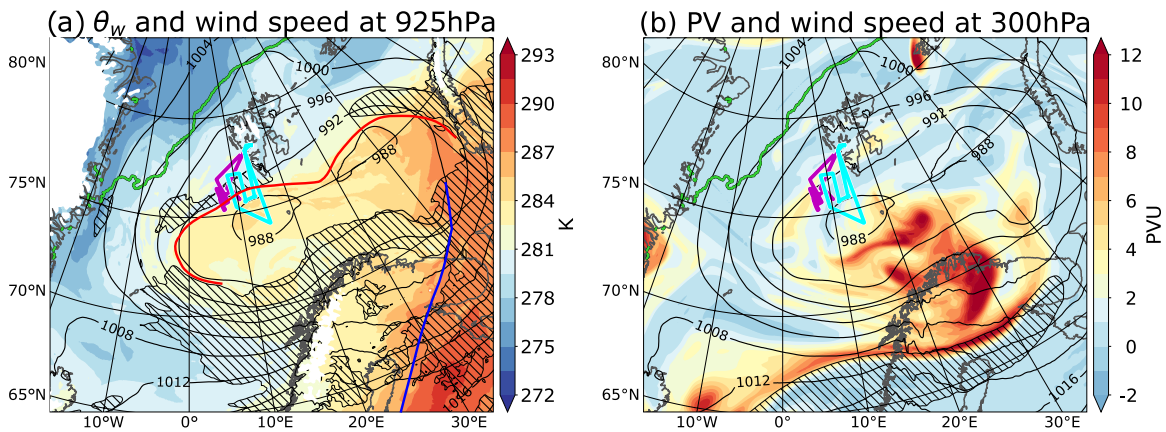 (a) θw and wind speed at 925hPa
(b) PV and wind speed at 300hPa
80°N
75°N
70°N
65°N
10°W
0°
10°E
20°E
30°E
1004
1000
996
992
988
988
1008
1012
1016
293
290
287
284
281
278
275
272
K
80°N
75°N
70°N
65°N
10°W
0°
10°E
20°E
30°E
1004
1000
996
992
988
988
1008
1012
1016
12
10
8
6
4
2
0
-2
PVU